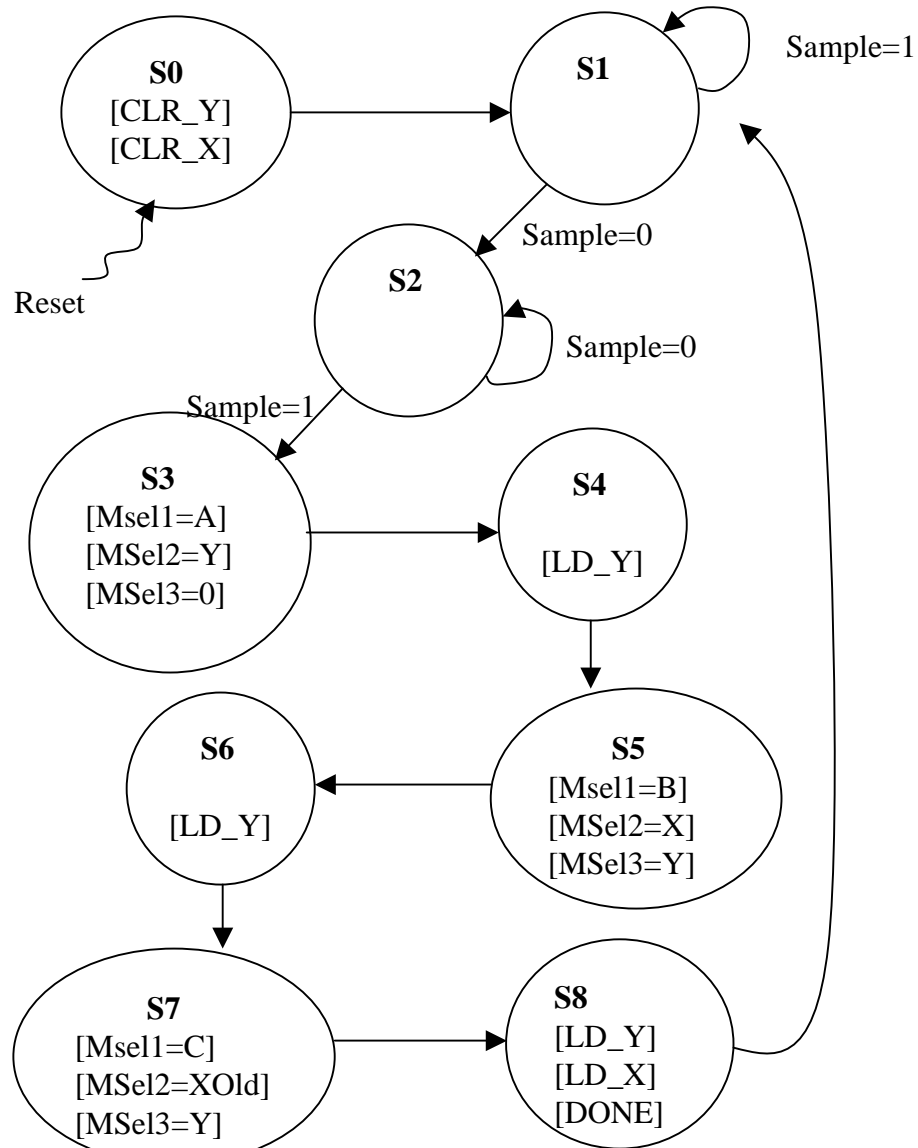 S0
[CLR_Y]
[CLR_X]
Reset
S1
Sample=1
Sample=0
S2
Sample=0
Sample=1
S3
[Msel1=A]
[MSel2=Y]
[MSel3=0]
S4
[LD_Y]
S5
[Msel1=B]
[MSel2=X]
[MSel3=Y]
S6
[LD_Y]
S7
[Msel1=C]
[MSel2=XOld]
[MSel3=Y]
S8
[LD_Y]
[LD_X]
[DONE]